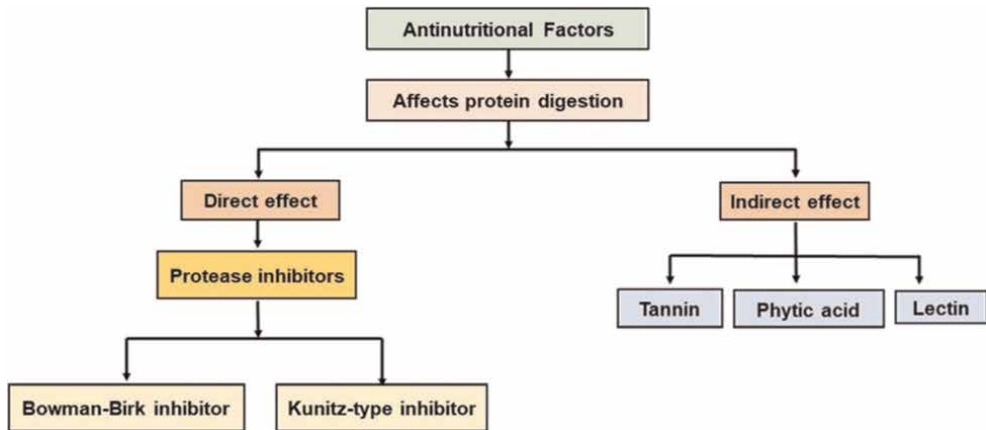 Antinutritional Factors
Affects protein digestion
Direct effect
Indirect effect
Protease inhibitors
Tannin
Phytic acid
Lectin
Bowman-Birk inhibitor
Kunitz-type inhibitor